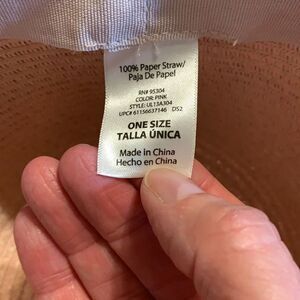 100% Paper Straw/
Paja De Papel
RN# 95304
COLOR: PINK
STYLE: UL13A304
UPC# 61156637146 DS2
ONE SIZE
TALLA ÚNICA
Made in China
Hecho en China